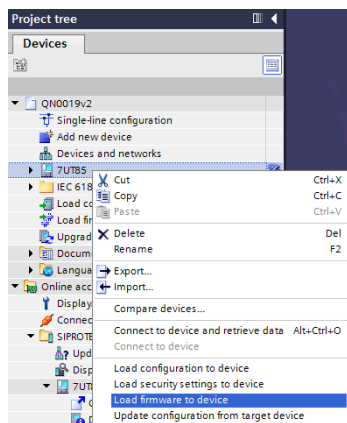 Project tree
Devices
QN0019v2
Single-line configuration
Add new device
Devices and networks
7UT85
IEC 618
Load co
Load fir
Upgrad
Docum
Langua
Online acc
Display
Connec
SIPROTE
Upd
Disp
7UT
Cut Ctrl+X
Copy Ctrl+C
Paste Ctrl+V
Delete Del
Rename F2
Export...
Import...
Compare devices...
Connect to device and retrieve data Alt+Ctrl+O
Connect to device
Load configuration to device
Load security settings to device
Load firmware to device
Update configuration from target device